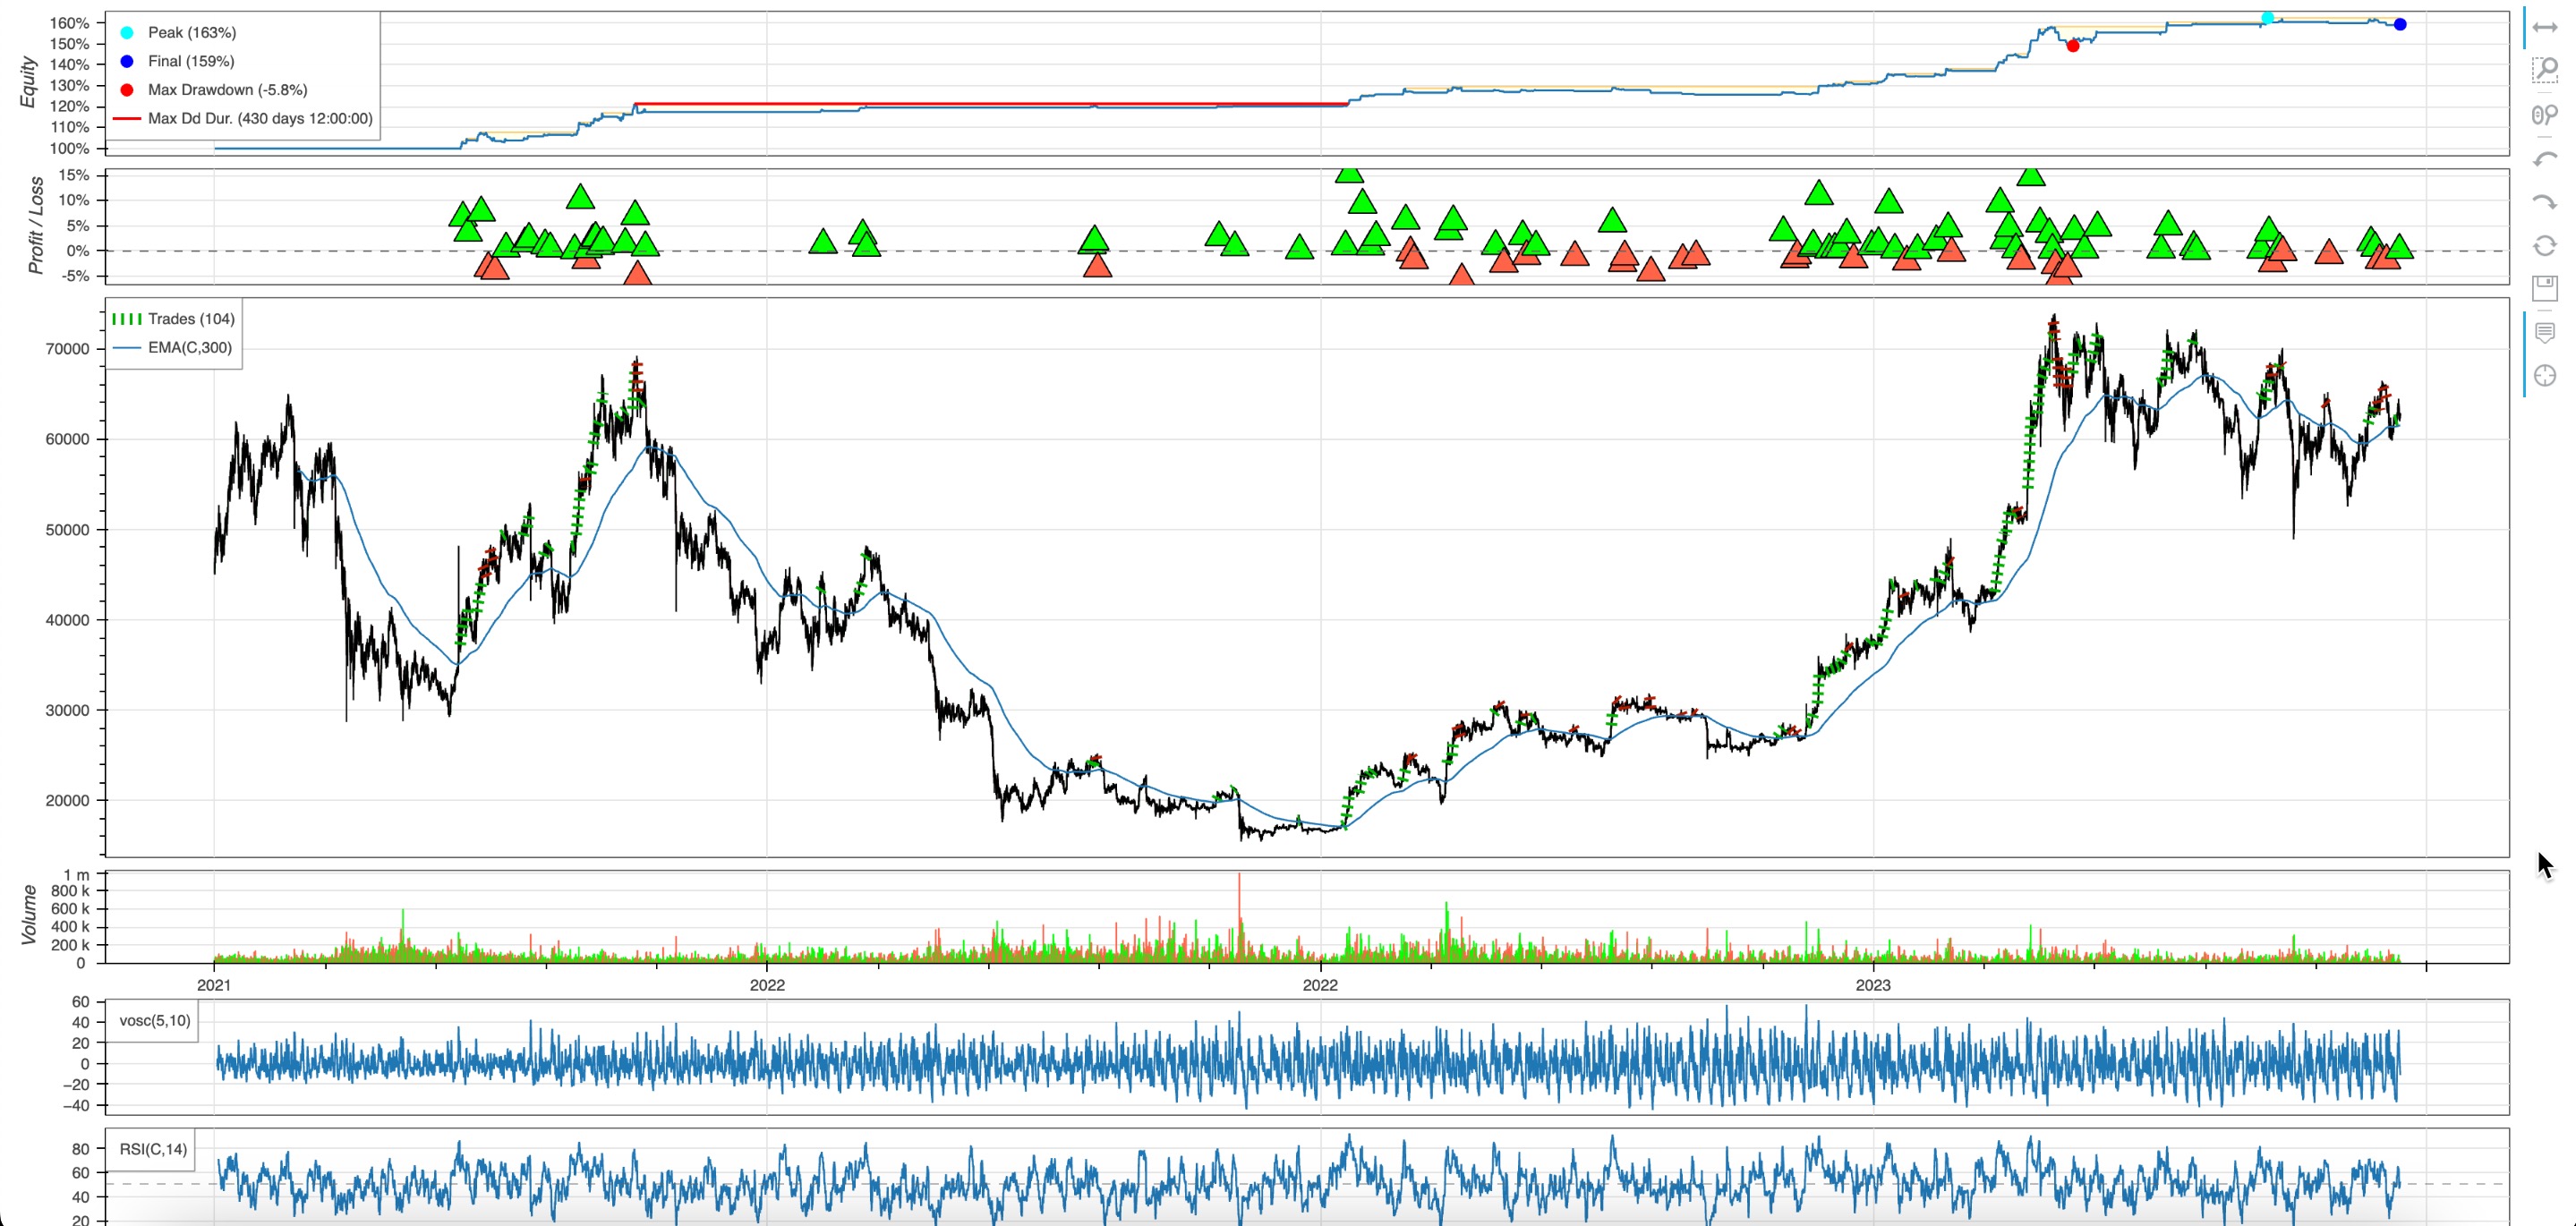 Equity
160%
150%
140%
130%
120%
110%
100%
Peak (163%)
Final (159%)
Max Drawdown (-5.8%)
Max Dd Dur. (430 days 12:00:00)
Profit / Loss
15%
10%
5%
0%
-5%
Trades (104)
EMA(C,300)
70000
60000
50000
40000
30000
20000
Volume
1 m
800 k
600 k
400 k
200 k
0
2021 2022 2022 2023
vosc(5,10)
60
40
20
0
−20
−40
RSI(C,14)
80
60
40
20